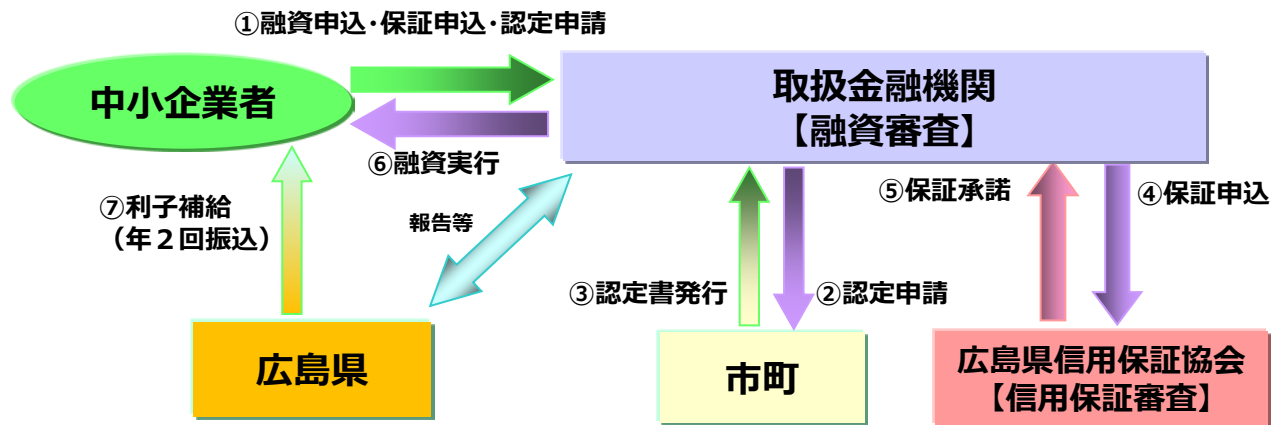 ①融資申込・保証申込・認定申請
中小企業者
取扱金融機関
【融資審査】
⑥融資実行
⑦利子補給
（年２回振込）
報告等
⑤保証承諾
④保証申込
③認定書発行
②認定申請
広島県
市町
広島県信用保証協会
【信用保証審査】